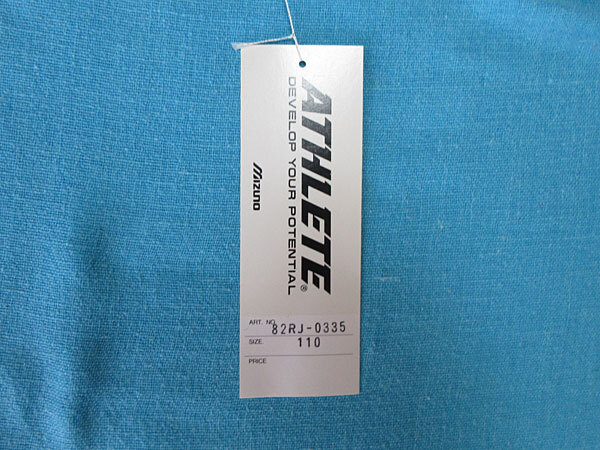 ATHLETE®
DEVELOP YOUR POTENTIAL
MIZUNO
ART. NO. 82RJ-0335
SIZE. 110
PRICE